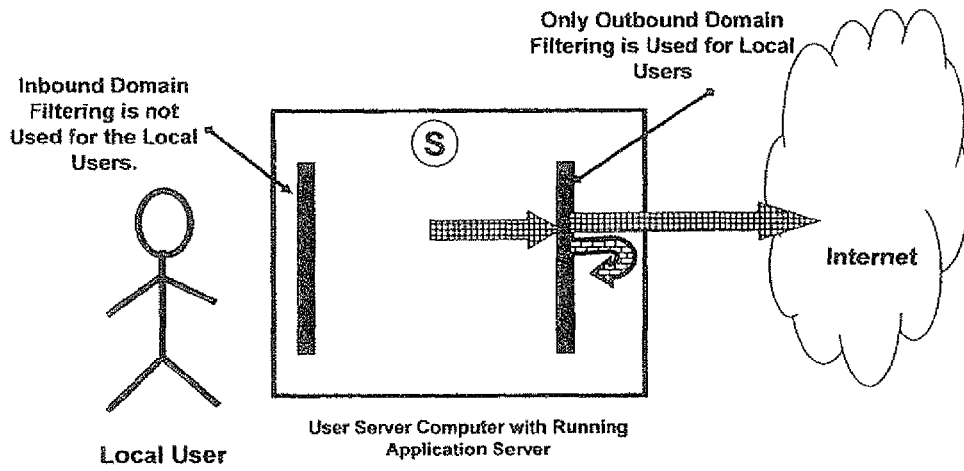 Only Outbound Domain
Filtering is Used for Local
Users
Inbound Domain
Filtering is not
Used for the Local
Users.
S
Internet
User Server Computer with Running
Application Server
Local User